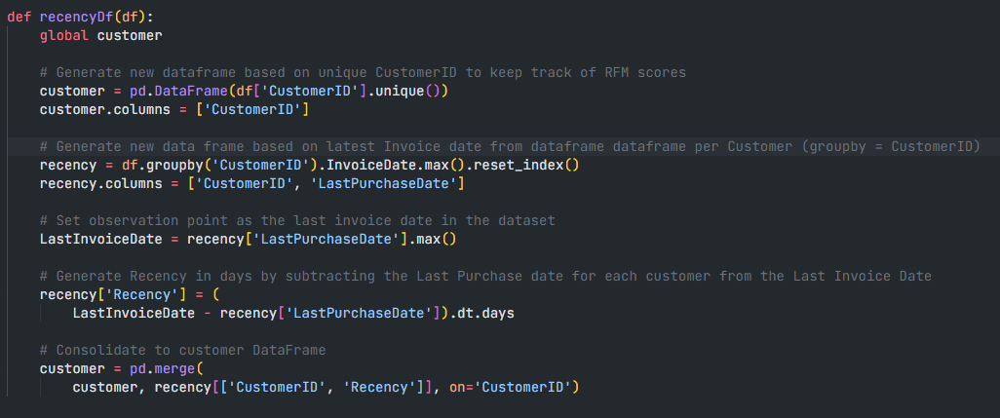 def recencyDf(df):
    global customer

    # Generate new dataframe based on unique CustomerID to keep track of RFM scores
    customer = pd.DataFrame(df['CustomerID'].unique())
    customer.columns = ['CustomerID']

    # Generate new data frame based on latest Invoice date from dataframe dataframe per Customer (groupby = CustomerID)
    recency = df.groupby('CustomerID').InvoiceDate.max().reset_index()
    recency.columns = ['CustomerID', 'LastPurchaseDate']

    # Set observation point as the last invoice date in the dataset
    LastInvoiceDate = recency['LastPurchaseDate'].max()

    # Generate Recency in days by subtracting the Last Purchase date for each customer from the Last Invoice Date
    recency['Recency'] = (
        LastInvoiceDate - recency['LastPurchaseDate']).dt.days

    # Consolidate to customer DataFrame
    customer = pd.merge(
        customer, recency[['CustomerID', 'Recency']], on='CustomerID')